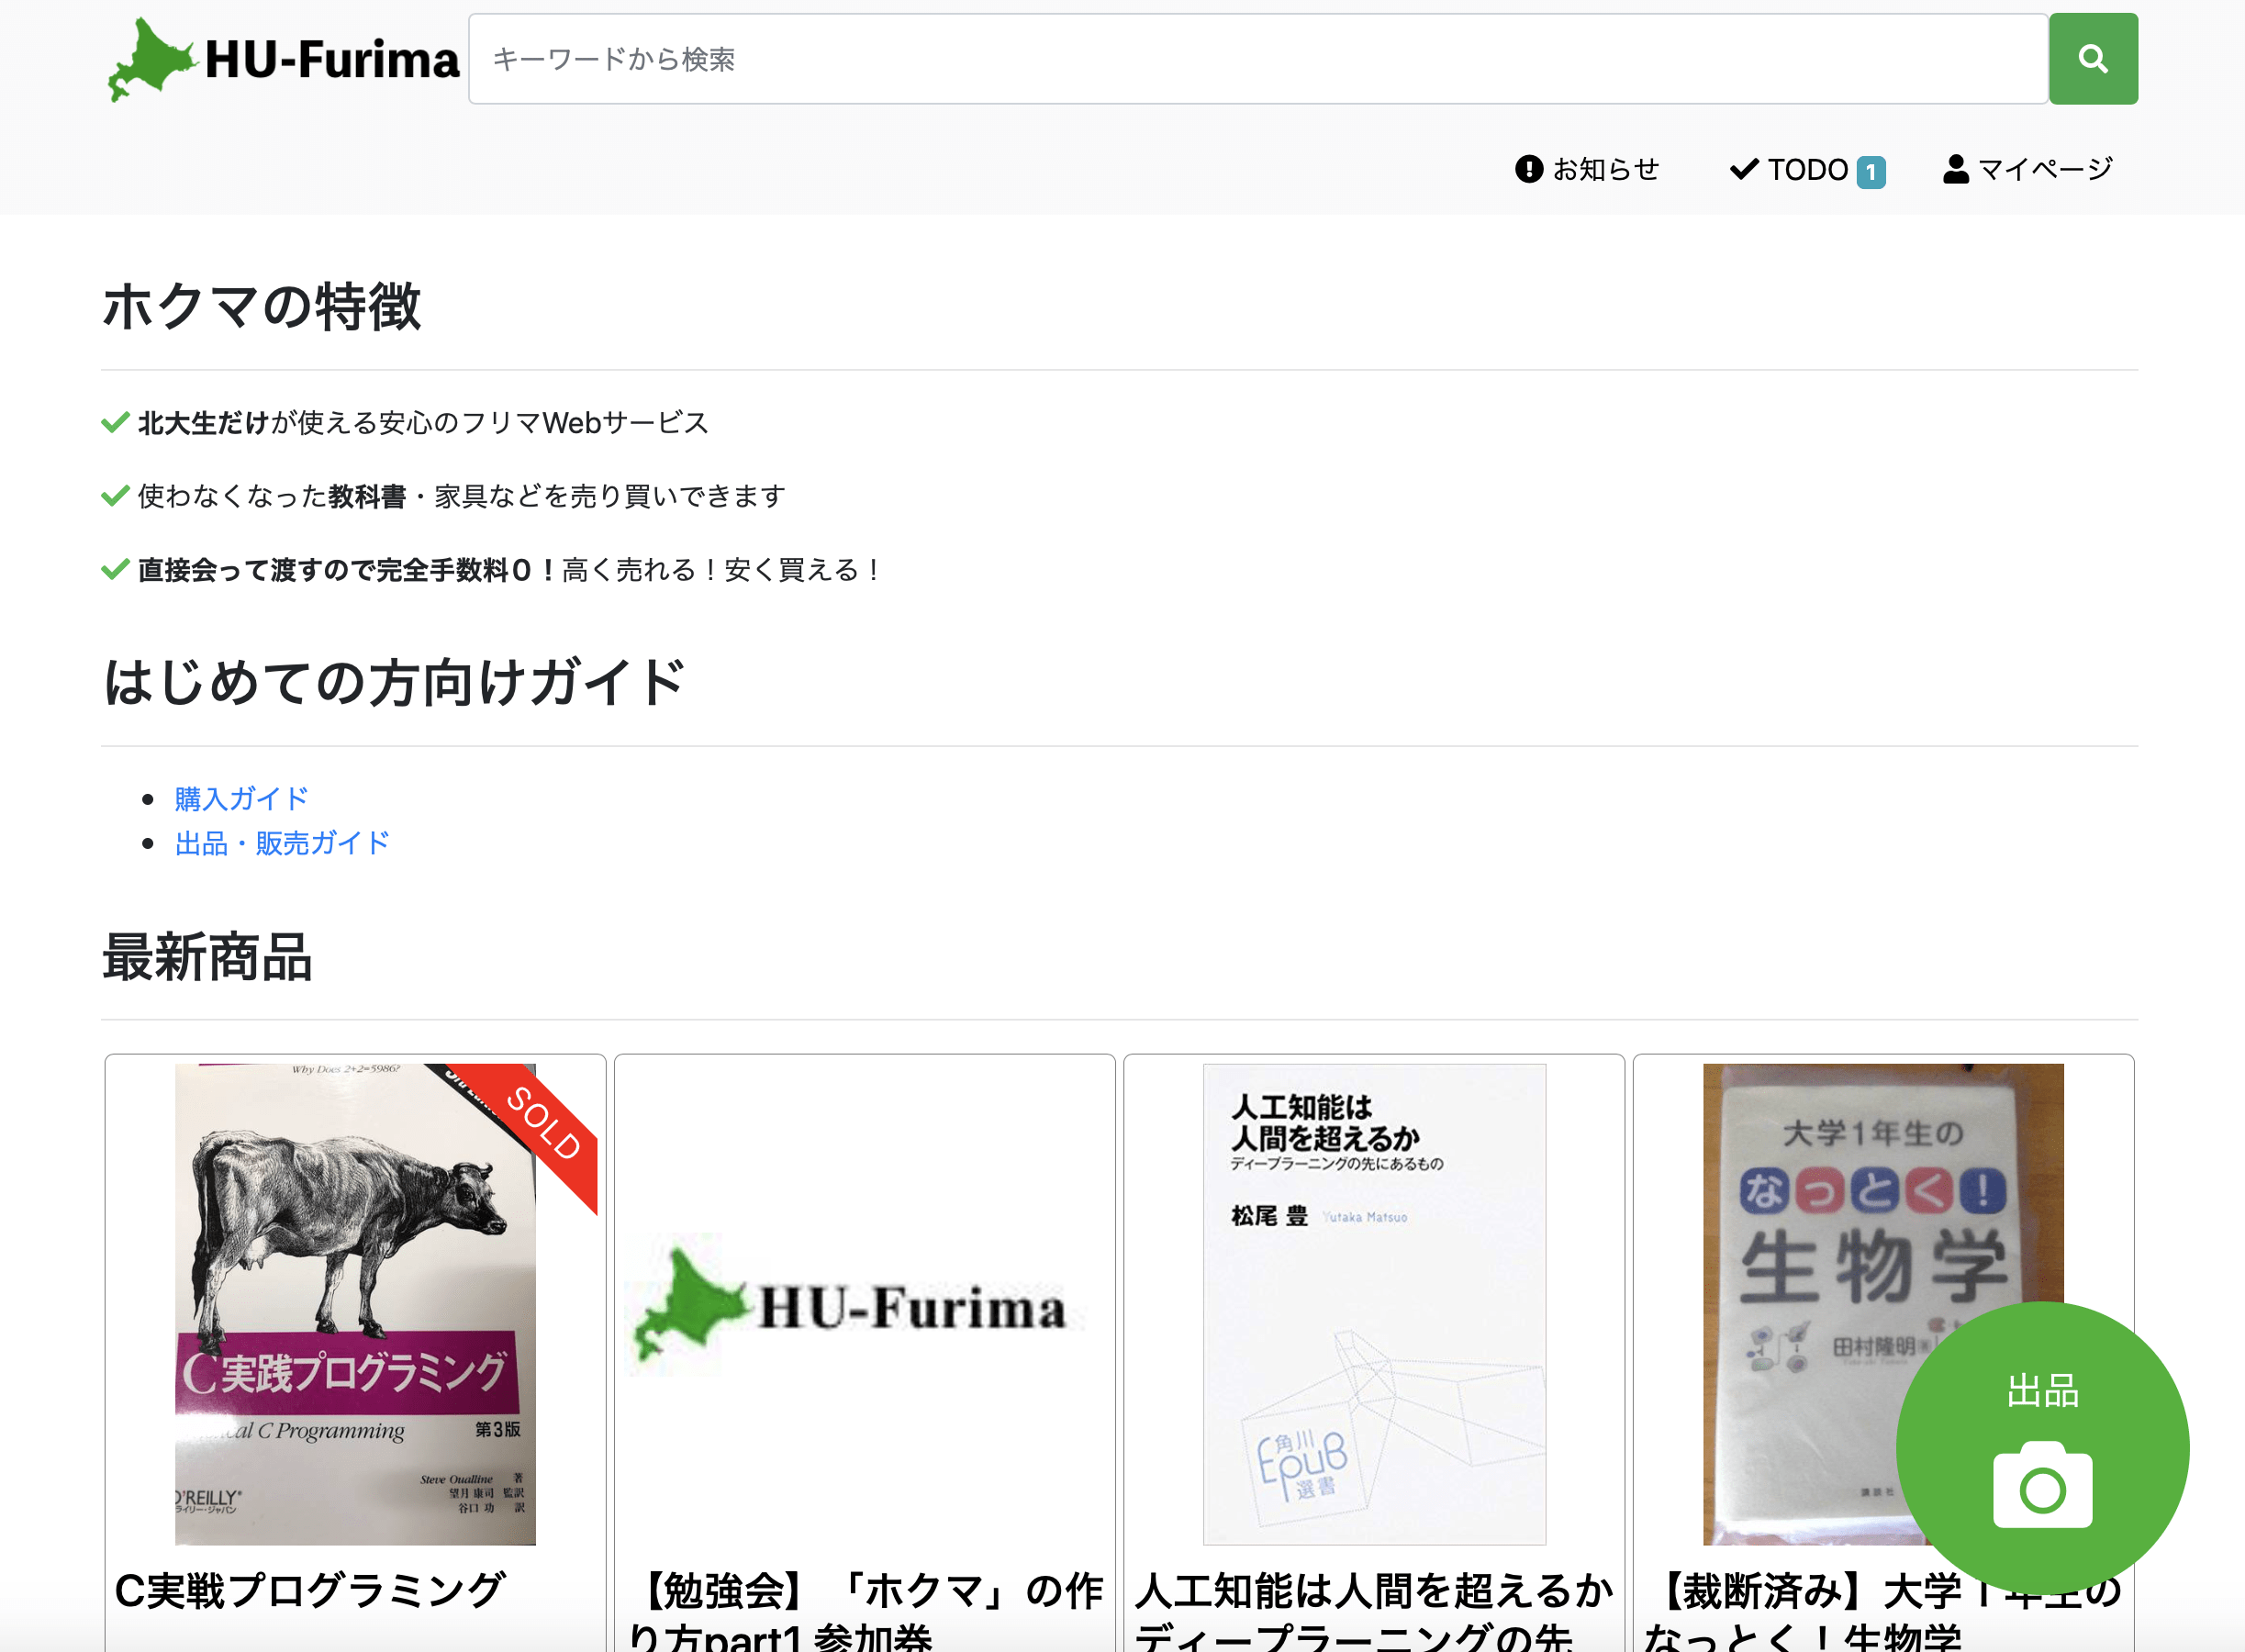 HU-Furima
キーワードから検索
お知らせ
TODO 1
マイページ
ホクマの特徴
北大生だけが使える安心のフリマWebサービス
使わなくなった教科書・家具などを売り買いできます
直接会って渡すので完全手数料０！高く売れる！安く買える！
はじめての方向けガイド
購入ガイド
出品・販売ガイド
最新商品
Why Does 2+2=5986?
SOLD
C実践プログラミング
C Programming
第3版
Steve Oualline 著
望月 康司 監訳
谷口 功 訳
O'REILLY
C実戦プログラミング
HU-Furima
【勉強会】「ホクマ」の作
り方part1 参加券
人工知能は
人間を超えるか
ディープラーニングの先にあるもの
松尾 豊 Yutaka Matsuo
角川
EPUB
選書
人工知能は人間を超えるか
ディープラーニングの先
大学1年生の
なっとく！
生物学
田村隆明
講談社
【裁断済み】大学１年生の
なっとく！生物学
出品